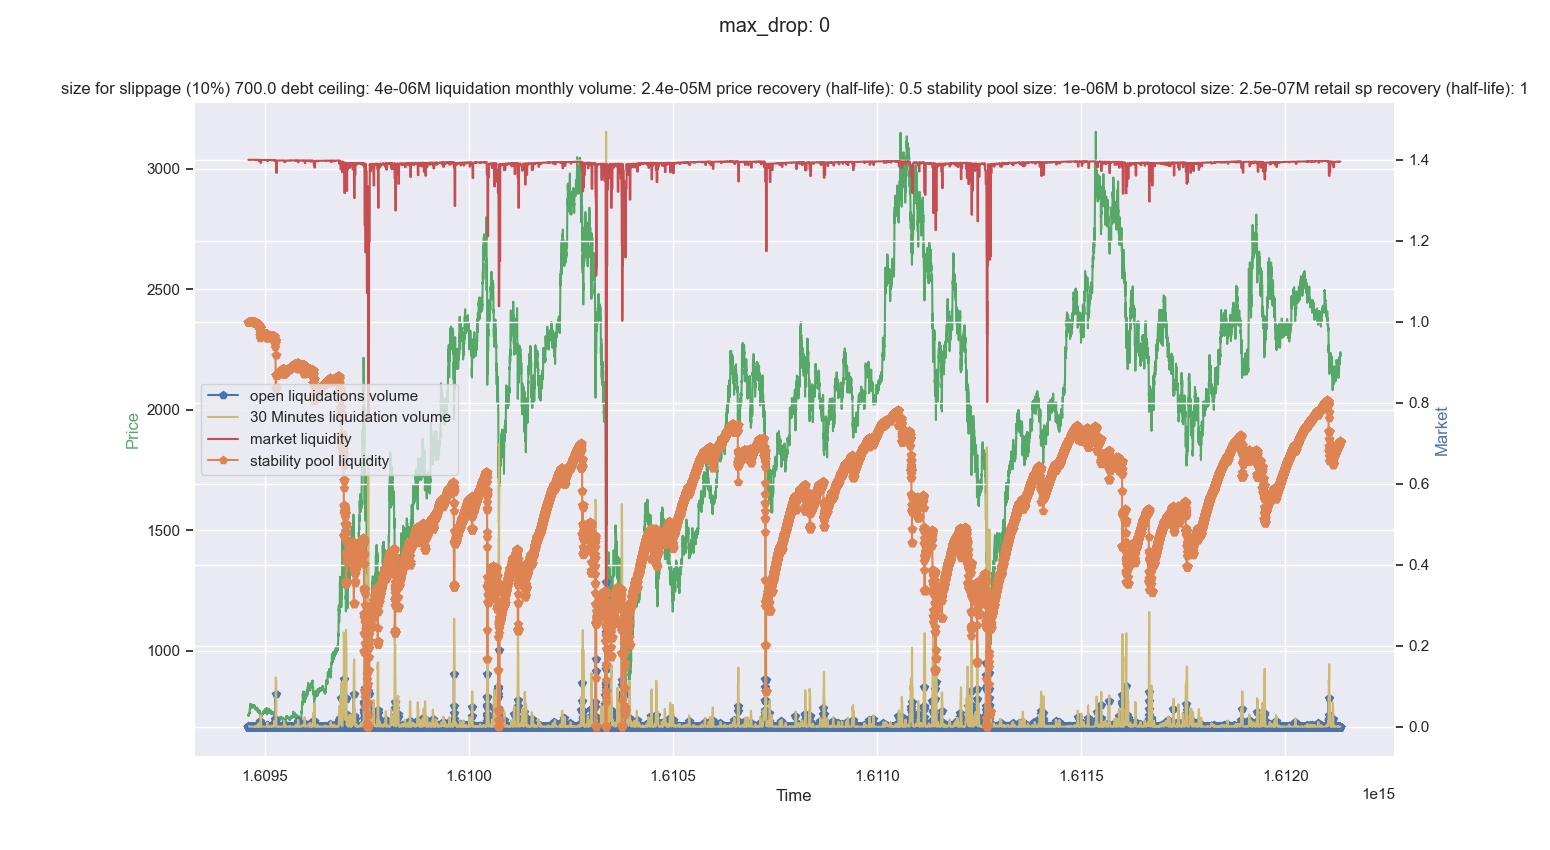 max_drop: 0
size for slippage (10%) 700.0 debt ceiling: 4e-06M liquidation monthly volume: 2.4e-05M price recovery (half-life): 0.5 stability pool size: 1e-06M b.protocol size: 2.5e-07M retail sp recovery (half-life): 1
3000
2500
2000
1500
1000
Price
open liquidations volume
30 Minutes liquidation volume
market liquidity
stability pool liquidity
1.4
1.2
1.0
0.8
0.6
0.4
0.2
0.0
Market
1.6095
1.6100
1.6105
1.6110
1.6115
1.6120
Time
1e15